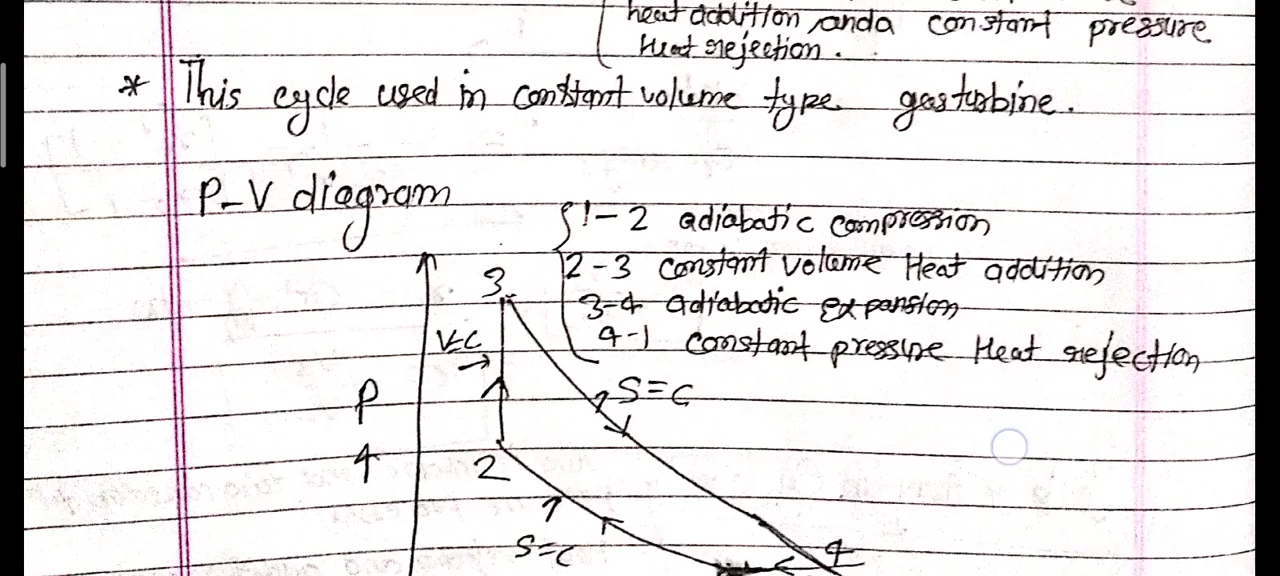 heat addition and a constant pressure
Heat rejection.
* This cycle used in constant volume type gas turbine.
P-V diagram
1-2 adiabatic compression
2-3 constant volume Heat addition
3-4 adiabatic expansion
4-1 constant pressure Heat rejection
3
V=C
S=C
P
2
S=C
4